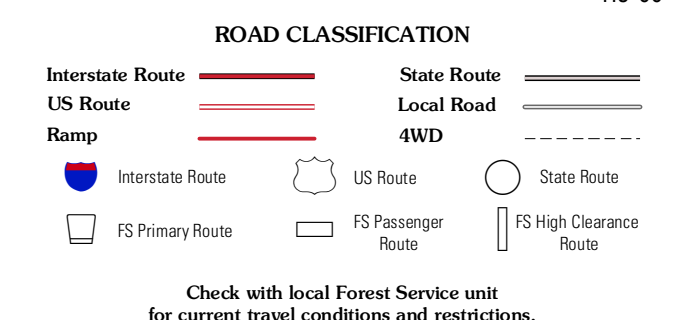 ROAD CLASSIFICATION
Interstate Route
State Route
US Route
Local Road
Ramp
4WD
Interstate Route
US Route
State Route
FS Primary Route
FS Passenger
Route
FS High Clearance
Route
Check with local Forest Service unit
for current travel conditions and restrictions.